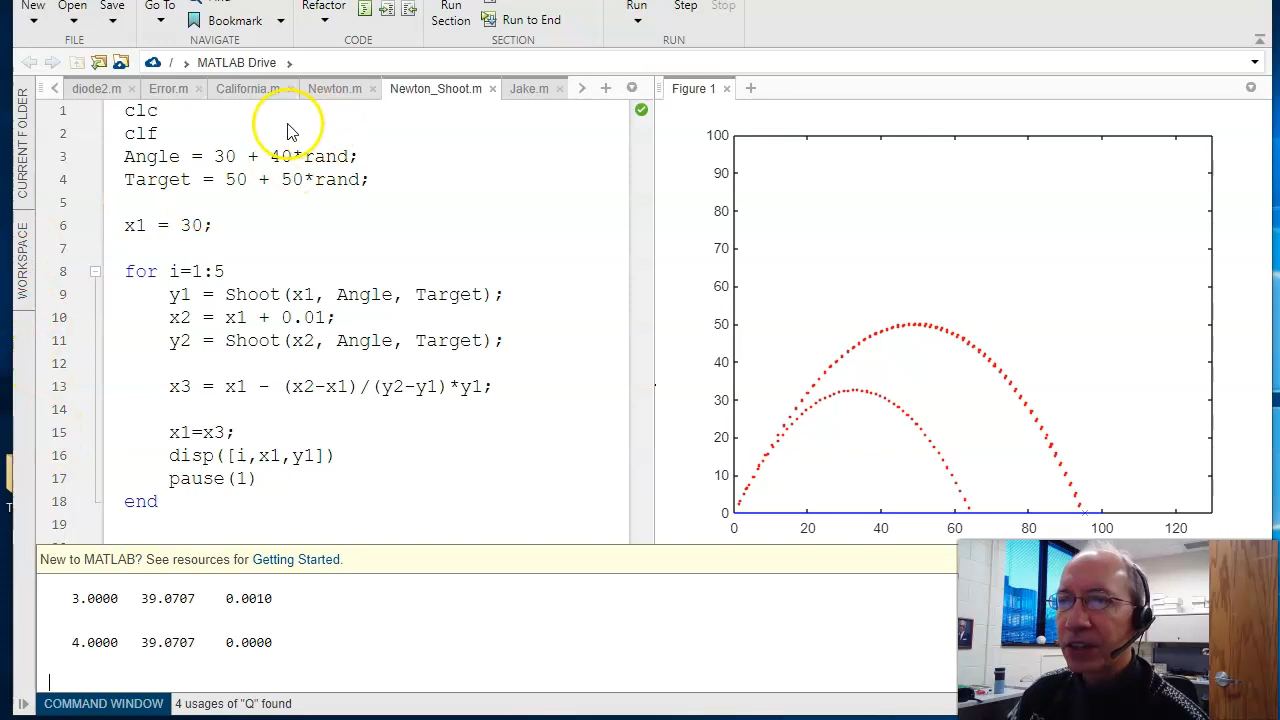 New
Open
Save
Go To
Refactor
Run
Step
Stop
Bookmark
Section
Run to End
FILE
NAVIGATE
CODE
SECTION
RUN
/ MATLAB Drive
CURRENT FOLDER
WORKSPACE
diode2.m
Error.m
California.m
Newton.m
Newton_Shoot.m
Jake.m
Figure 1
1 clc
2 clf
3 Angle = 30 + 40*rand;
4 Target = 50 + 50*rand;
5
6 x1 = 30;
7
8 for i=1:5
9 y1 = Shoot(x1, Angle, Target);
10 x2 = x1 + 0.01;
11 y2 = Shoot(x2, Angle, Target);
12
13 x3 = x1 - (x2-x1)/(y2-y1)*y1;
14
15 x1=x3;
16 disp([i,x1,y1])
17 pause(1)
18 end
19
100
90
80
70
60
50
40
30
20
10
0
0 20 40 60 80 100 120
New to MATLAB? See resources for Getting Started.
3.0000 39.0707 0.0010
4.0000 39.0707 0.0000
COMMAND WINDOW
4 usages of "Q" found